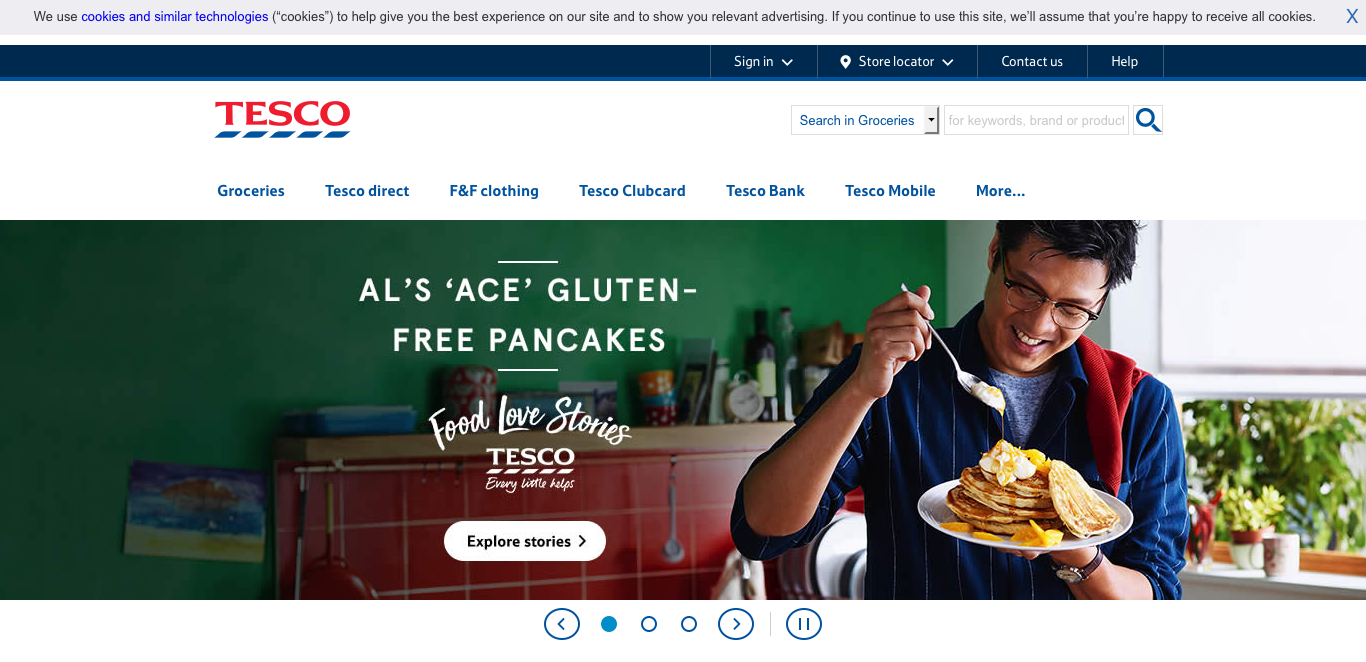 We use cookies and similar technologies (“cookies”) to help give you the best experience on our site and to show you relevant advertising. If you continue to use this site, we’ll assume that you’re happy to receive all cookies.
X
Sign in
Store locator
Contact us
Help
TESCO
Search in Groceries
for keywords, brand or product
Groceries
Tesco direct
F&F clothing
Tesco Clubcard
Tesco Bank
Tesco Mobile
More...
AL’S ‘ACE’ GLUTEN-
FREE PANCAKES
Food Love Stories
TESCO
Every little helps
Explore stories